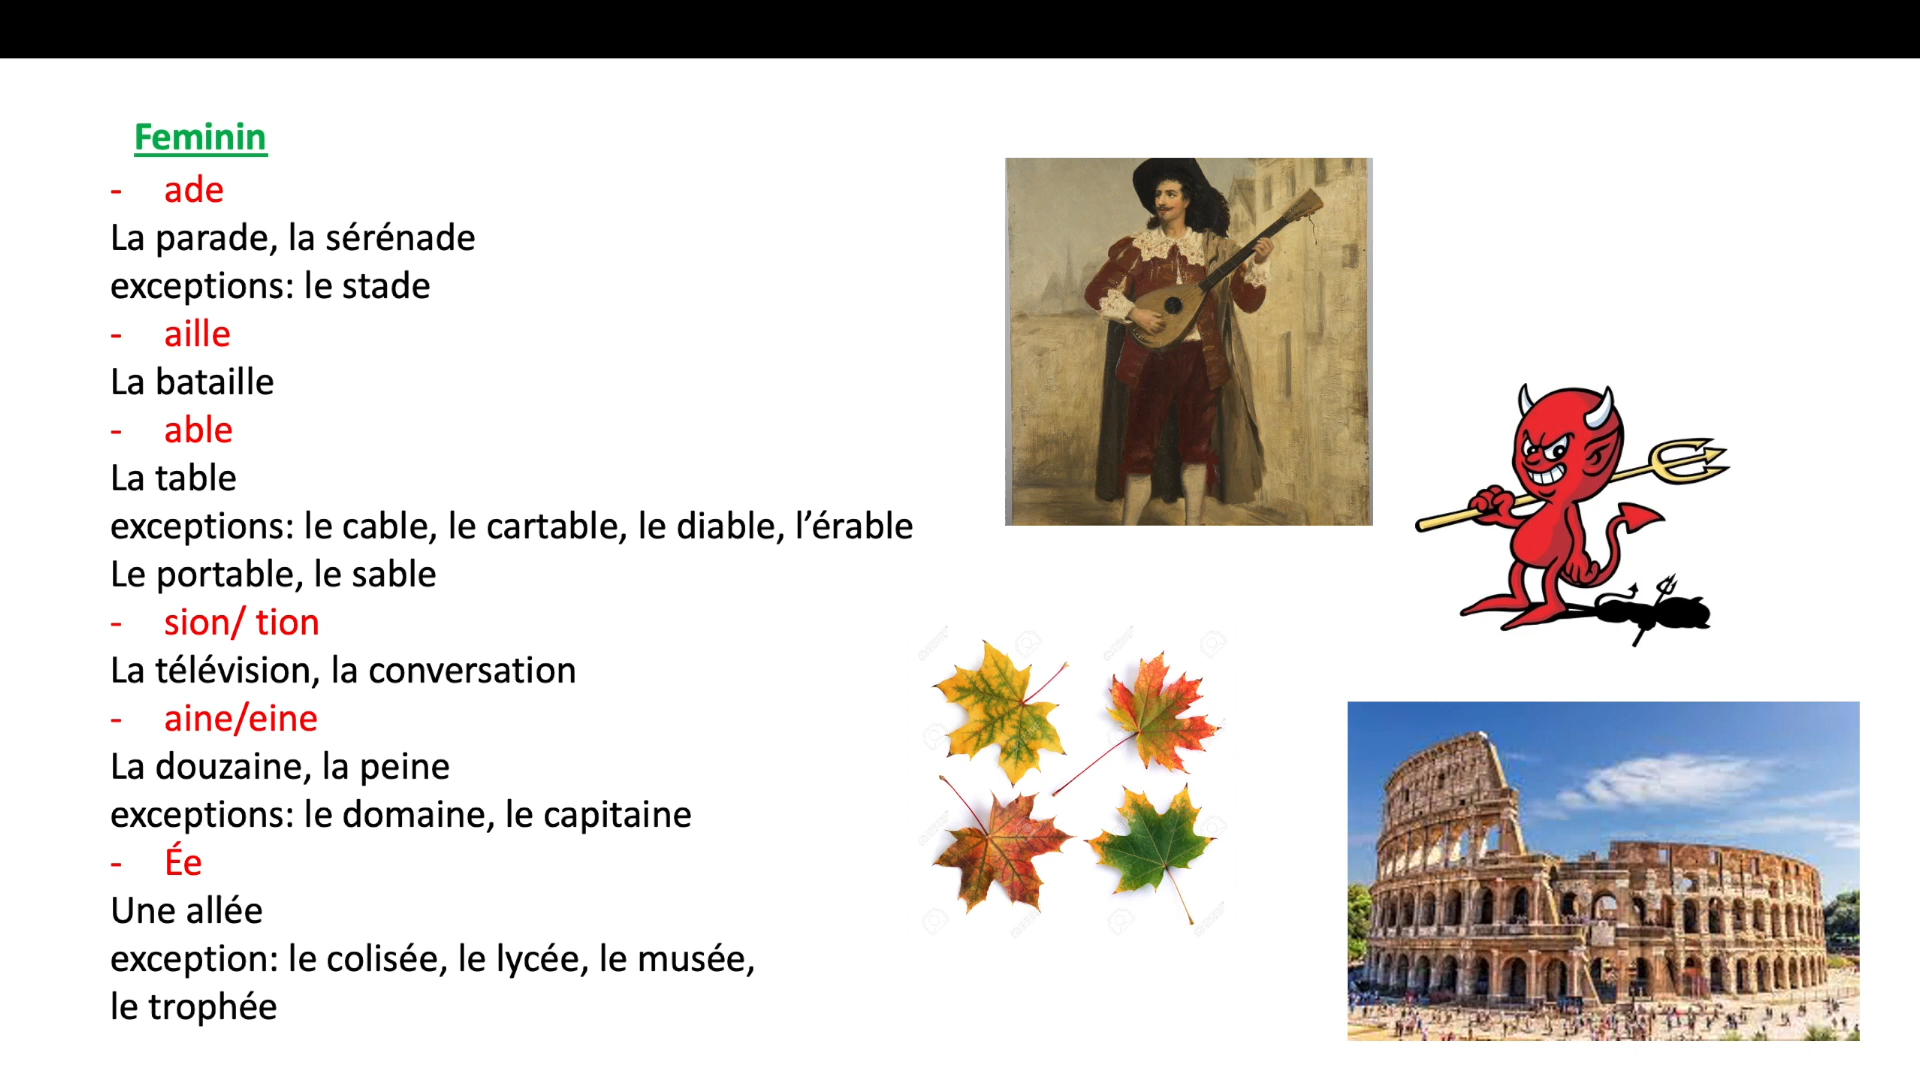 Feminin
- ade
La parade, la sérénade
exceptions: le stade
- aille
La bataille
- able
La table
exceptions: le cable, le cartable, le diable, l’érable
Le portable, le sable
- sion/ tion
La télévision, la conversation
- aine/eine
La douzaine, la peine
exceptions: le domaine, le capitaine
- Ée
Une allée
exception: le colisée, le lycée, le musée,
le trophée